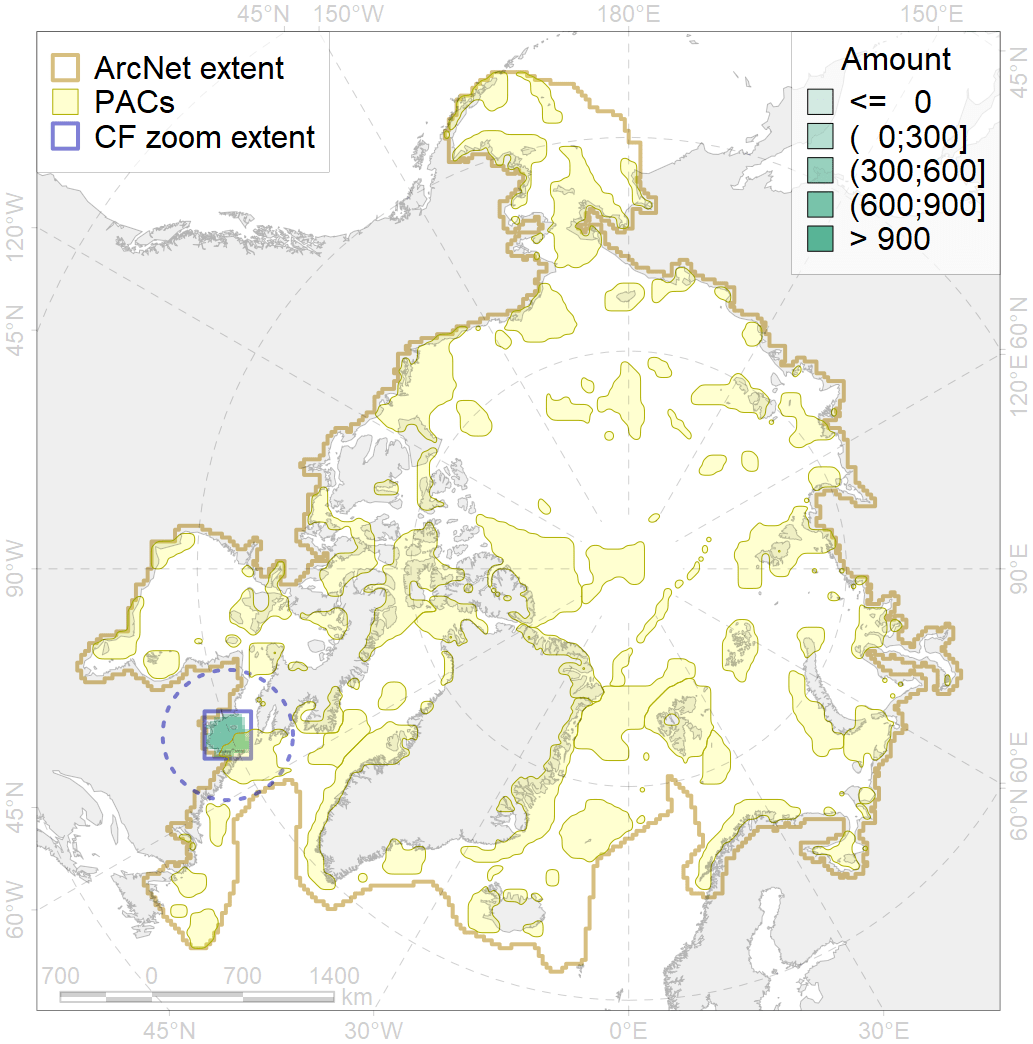 45°N 150°W 180°E 150°E
ArcNet extent
PACs
CF zoom extent
Amount
<= 0
( 0;300]
(300;600]
(600;900]
> 900
120°W
45°N
90°W
45°N
60°W
45°N
60°N
120°E
90°E
60°E
60°N
700 0 700 1400
km
45°N 30°W 0°E 30°E